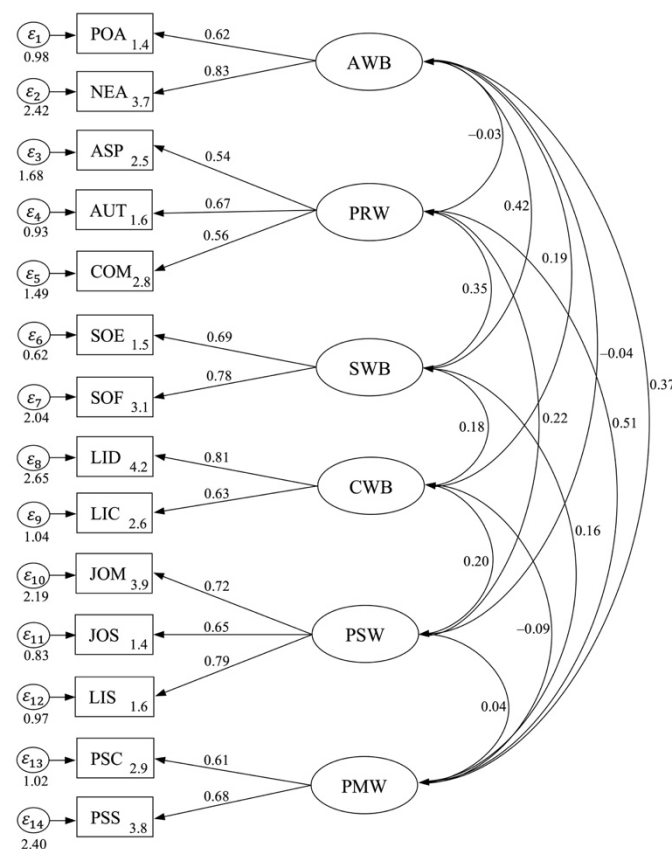 ε1 POA 1.4 0.62
0.98 AWB
ε2 NEA 3.7 0.83
2.42
ε3 ASP 2.5 0.54 −0.03
1.68
ε4 AUT 1.6 0.67 PRW 0.42
0.93
ε5 COM 2.8 0.56 0.19
1.49 0.35
ε6 SOE 1.5 0.69
0.62 SWB −0.04
ε7 SOF 3.1 0.78 0.37
2.04 0.22 0.51
0.18
ε8 LID 4.2 0.81
2.65 CWB
ε9 LIC 2.6 0.63
1.04 0.16
ε10 JOM 3.9 0.72 0.20
2.19
ε11 JOS 1.4 0.65 PSW −0.09
0.83
ε12 LIS 1.6 0.79
0.97 0.04
ε13 PSC 2.9 0.61
1.02 PMW
ε14 PSS 3.8 0.68
2.40